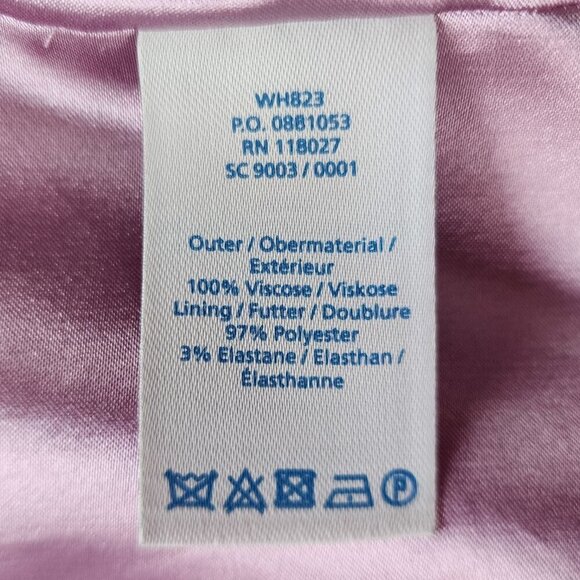 WH823
P.O. 0881053
RN 118027
SC 9003 / 0001
Outer / Obermaterial /
Extérieur
100% Viscose / Viskose
Lining / Futter / Doublure
97% Polyester
3% Elastane / Elasthan /
Élasthanne
P